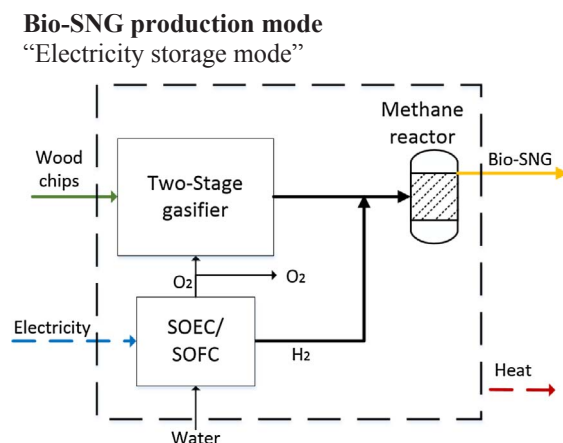 Bio-SNG production mode
“Electricity storage mode”
Methane
reactor
Wood
chips
Bio-SNG
Two-Stage
gasifier
O2
O2
Electricity
SOEC/
SOFC
H2
Heat
Water